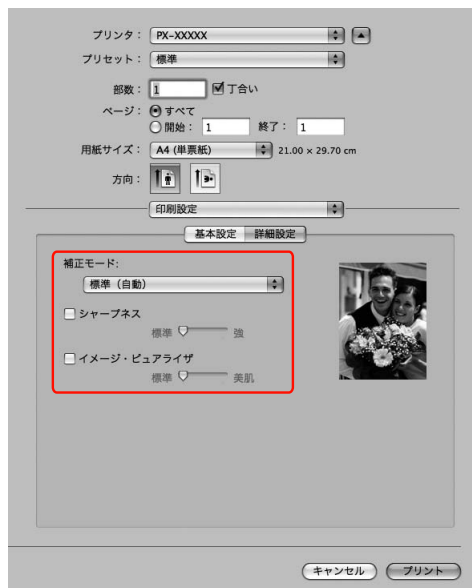 プリンタ： PX-XXXXX
プリセット： 標準
部数： 1 丁合い
ページ： すべて
開始： 1 終了： 1
用紙サイズ： A4 (単票紙) 21.00 × 29.70 cm
方向：
印刷設定
基本設定 詳細設定
補正モード:
標準（自動）
シャープネス
標準 強
イメージ・ピュアライザ
標準 美肌
キャンセル プリント